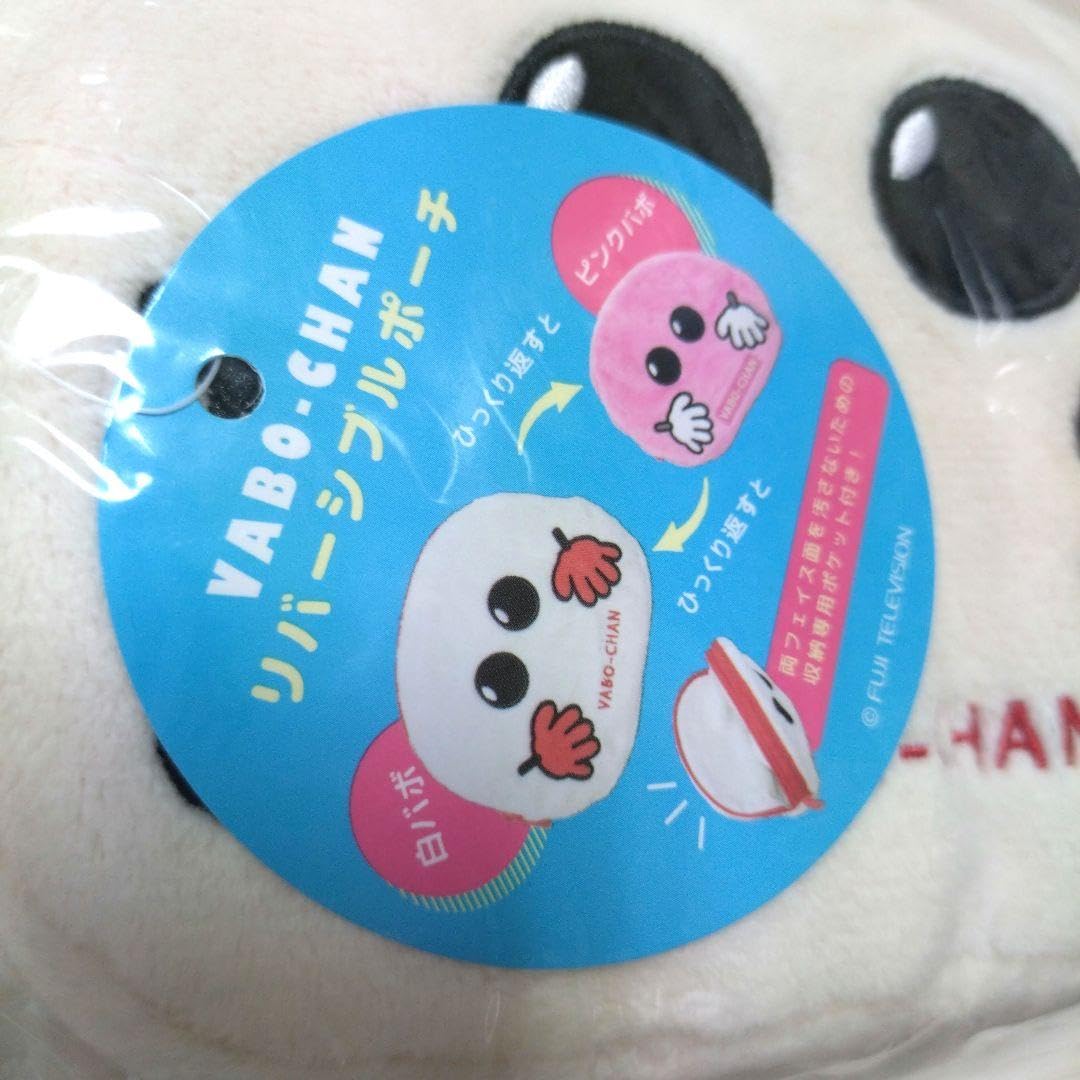 VABO-CHAN
リバーシブルポーチ
白バボ
ひっくり返すと
ピンクバボ
VABO-CHAN
VABO-CHAN
ひっくり返すと
両フェイス面を汚さないための
収納専用ポケット付き!
© FUJI TELEVISION
-HAN